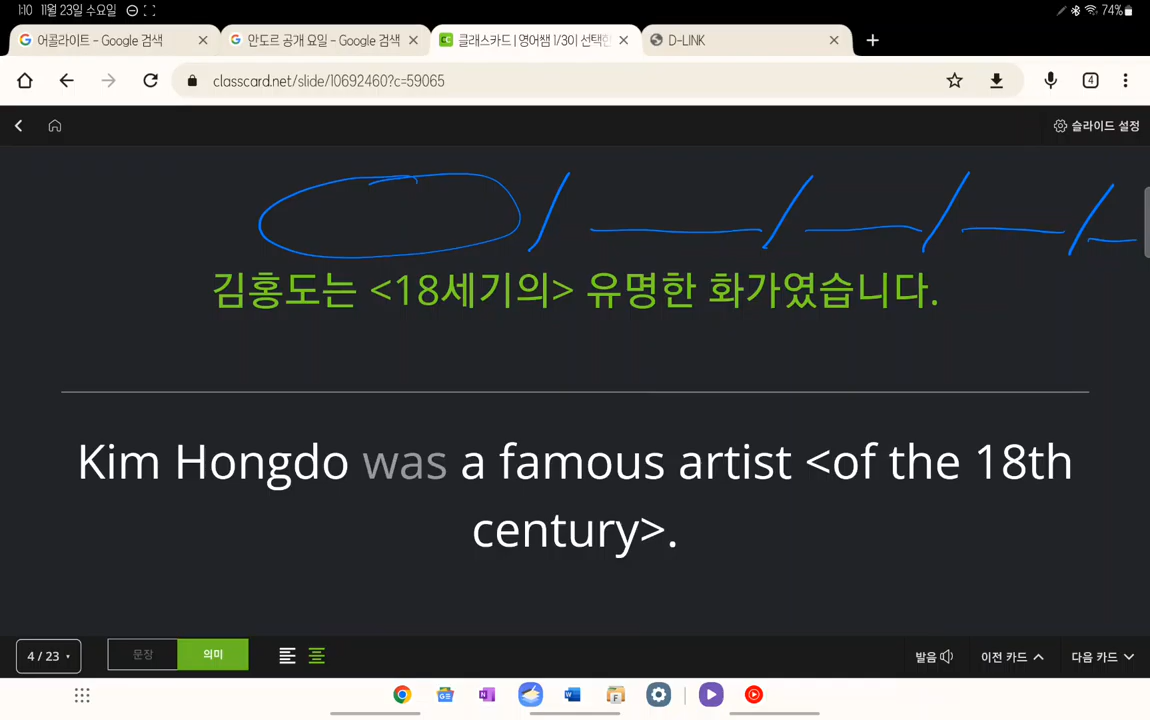 1:10 11월 23일 수요일
74%
어콜라이트 - Google 검색
안도르 공개 요일 - Google 검색
클래스카드 | 영어쌤 1/30| 선택한
D-LINK
classcard.net/slide/10692460?c=59065
4
슬라이드 설정
김홍도는 <18세기의> 유명한 화가였습니다.
Kim Hongdo was a famous artist <of the 18th
century>.
4 / 23
문장
의미
발음
이전 카드
다음 카드